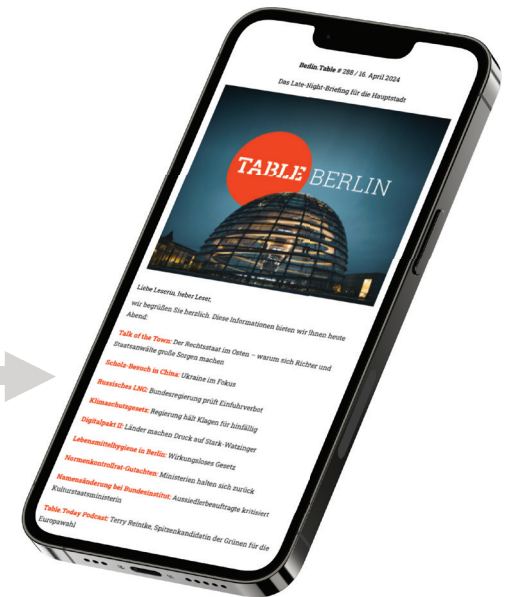 Berlin.Table # 288 / 16. April 2024
Das Late-Night-Briefing für die Hauptstadt
TABLE BERLIN
Liebe Leserin, lieber Leser,
wir begrüßen Sie herzlich. Diese Informationen bieten wir Ihnen heute
Abend:
Talk of the Town: Der Rechtsstaat im Osten – warum sich Richter und
Staatsanwälte große Sorgen machen
Scholz-Besuch in China: Ukraine im Fokus
Russisches LNG: Bundesregierung prüft Einfuhrverbot
Klimaschutzgesetz: Regierung hält Klagen für hinfällig
Digitalpakt II: Länder machen Druck auf Stark-Watzinger
Lebensmittelhygiene in Berlin: Wirkungsloses Gesetz
Normenkontrollrat-Gutachten: Ministerien halten sich zurück
Namensänderung bei Bundesinstitut: Aussiedlerbeauftragte kritisiert
Kulturstaatsministerin
Table.Today Podcast: Terry Reintke, Spitzenkandidatin der Grünen für die
Europawahl